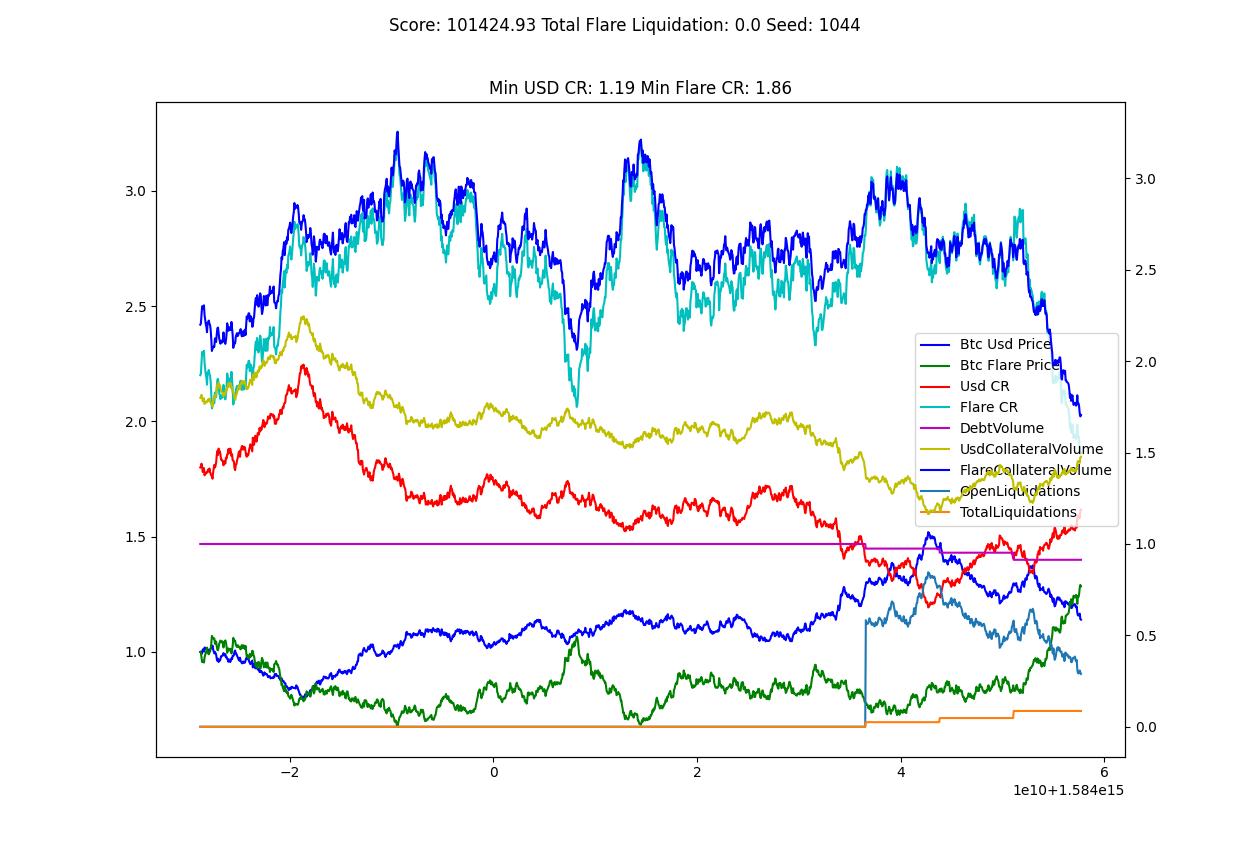 Score: 101424.93 Total Flare Liquidation: 0.0 Seed: 1044
Min USD CR: 1.19 Min Flare CR: 1.86
3.0
2.5
2.0
1.5
1.0
3.0
2.5
2.0
1.5
1.0
0.5
0.0
Btc Usd Price
Btc Flare Price
Usd CR
Flare CR
DebtVolume
UsdCollateralVolume
FlareCollateralVolume
OpenLiquidations
TotalLiquidations
−2 0 2 4 6
1e10+1.584e15